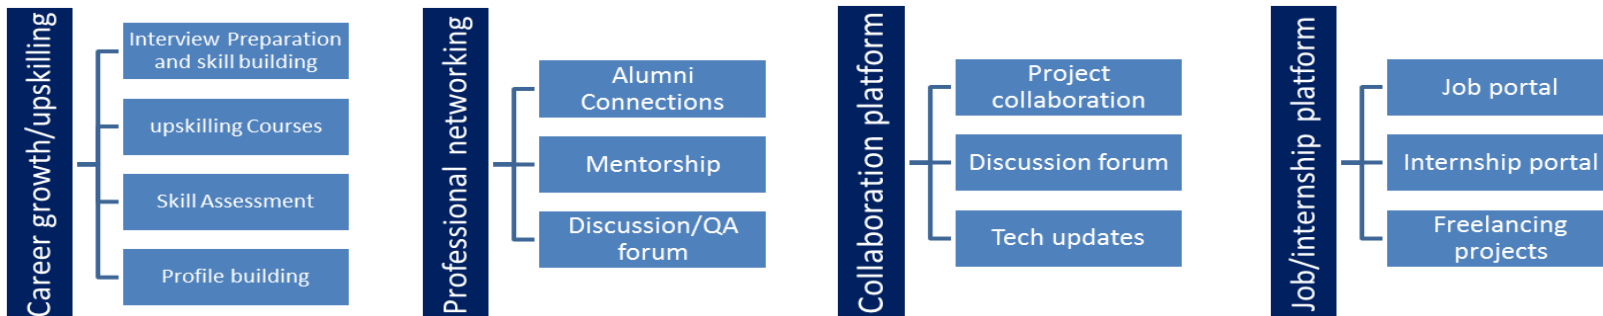 Career growth/upskilling
Interview Preparation
and skill building
upskilling Courses
Skill Assessment
Profile building
Professional networking
Alumni
Connections
Mentorship
Discussion/QA
forum
Collaboration platform
Project
collaboration
Discussion forum
Tech updates
Job/internship platform
Job portal
Internship portal
Freelancing
projects